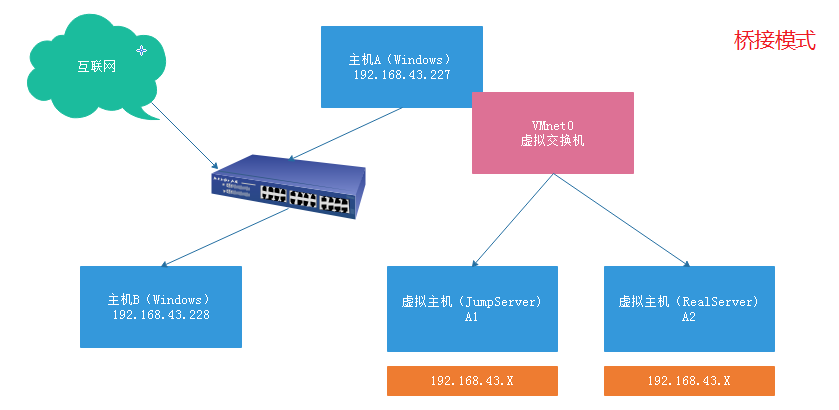 桥接模式
互联网
主机A（Windows）
192.168.43.227
VMnet0
虚拟交换机
主机B（Windows）
192.168.43.228
虚拟主机（JumpServer）
A1
虚拟主机（RealServer）
A2
192.168.43.X
192.168.43.X